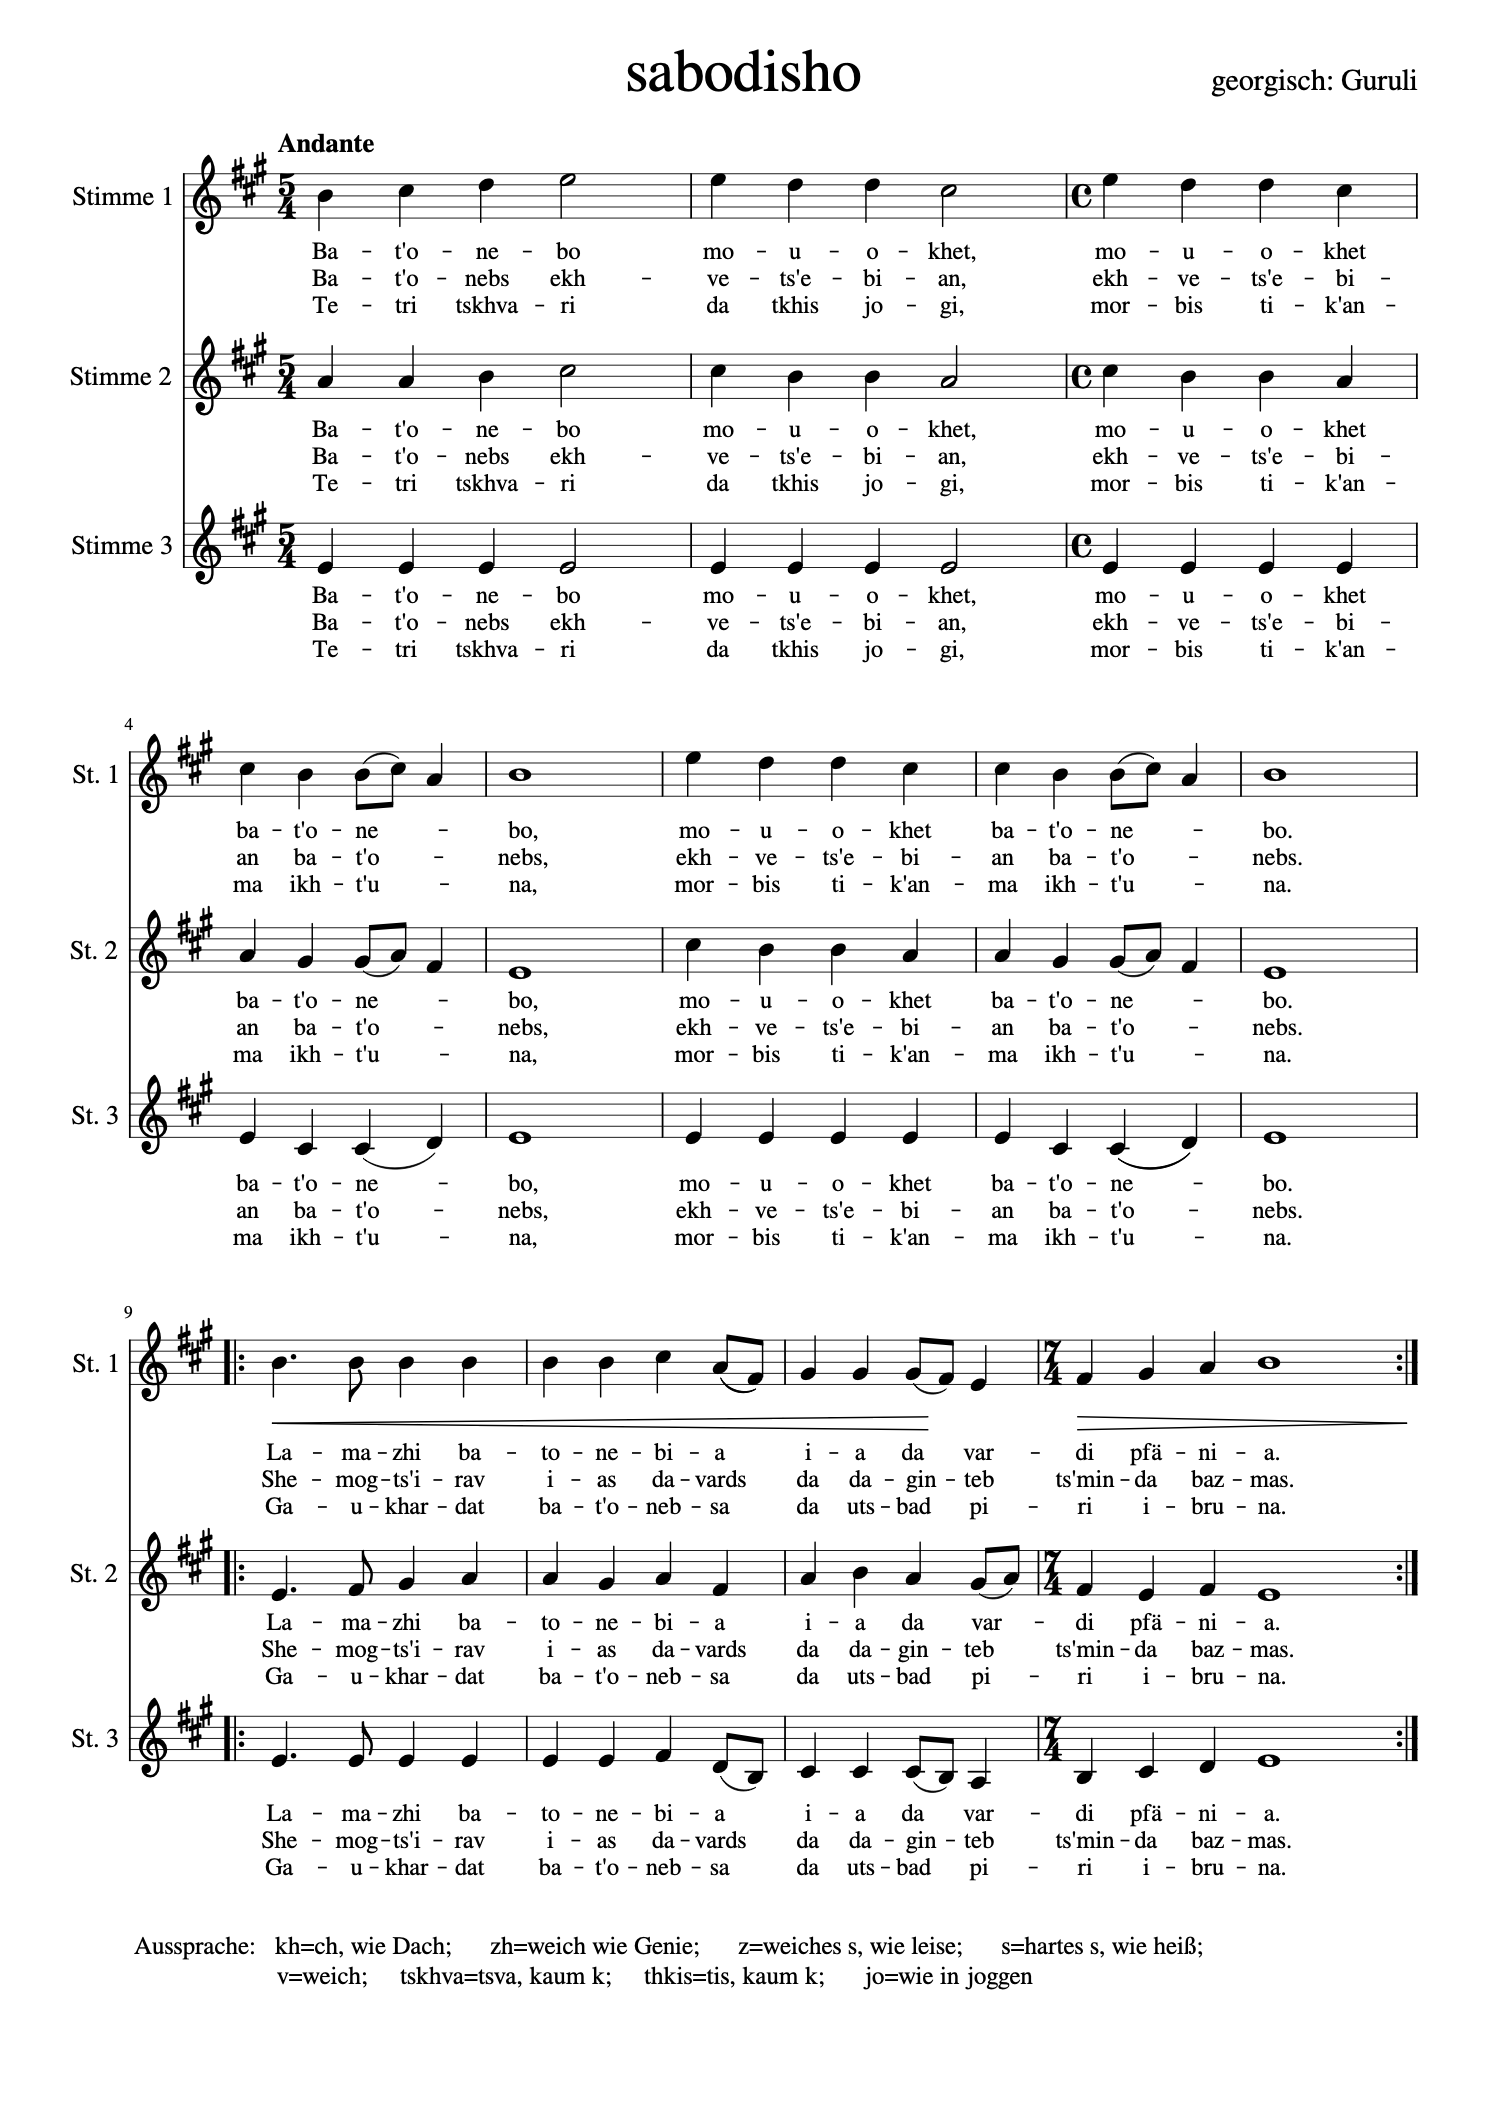 sabodisho
georgisch: Guruli
Andante
Stimme 1
5 4
Ba - t'o - ne - bo mo - u - o - khet, mo - u - o - khet
Ba - t'o - nebs ekh - ve - ts'e - bi - an, ekh - ve - ts'e - bi -
Te - tri tskhva - ri da tkhis jo - gi, mor - bis ti - k'an -
Stimme 2
5 4
Ba - t'o - ne - bo mo - u - o - khet, mo - u - o - khet
Ba - t'o - nebs ekh - ve - ts'e - bi - an, ekh - ve - ts'e - bi -
Te - tri tskhva - ri da tkhis jo - gi, mor - bis ti - k'an -
Stimme 3
5 4
Ba - t'o - ne - bo mo - u - o - khet, mo - u - o - khet
Ba - t'o - nebs ekh - ve - ts'e - bi - an, ekh - ve - ts'e - bi -
Te - tri tskhva - ri da tkhis jo - gi, mor - bis ti - k'an -
4
St. 1
ba - t'o - ne - bo, mo - u - o - khet ba - t'o - ne - bo.
an ba - t'o - nebs, ekh - ve - ts'e - bi - an ba - t'o - nebs.
ma ikh - t'u - na, mor - bis ti - k'an - ma ikh - t'u - na.
St. 2
ba - t'o - ne - bo, mo - u - o - khet ba - t'o - ne - bo.
an ba - t'o - nebs, ekh - ve - ts'e - bi - an ba - t'o - nebs.
ma ikh - t'u - na, mor - bis ti - k'an - ma ikh - t'u - na.
St. 3
ba - t'o - ne - bo, mo - u - o - khet ba - t'o - ne - bo.
an ba - t'o - nebs, ekh - ve - ts'e - bi - an ba - t'o - nebs.
ma ikh - t'u - na, mor - bis ti - k'an - ma ikh - t'u - na.
9
St. 1
7 4
La - ma - zhi ba - to - ne - bi - a i - a da var - di pfä - ni - a.
She - mog - ts'i - rav i - as da - vards da da - gin - teb ts'min - da baz - mas.
Ga - u - khar - dat ba - t'o - neb - sa da uts - bad pi - ri i - bru - na.
St. 2
7 4
La - ma - zhi ba - to - ne - bi - a i - a da var - di pfä - ni - a.
She - mog - ts'i - rav i - as da - vards da da - gin - teb ts'min - da baz - mas.
Ga - u - khar - dat ba - t'o - neb - sa da uts - bad pi - ri i - bru - na.
St. 3
7 4
La - ma - zhi ba - to - ne - bi - a i - a da var - di pfä - ni - a.
She - mog - ts'i - rav i - as da - vards da da - gin - teb ts'min - da baz - mas.
Ga - u - khar - dat ba - t'o - neb - sa da uts - bad pi - ri i - bru - na.
Aussprache: kh=ch, wie Dach; zh=weich wie Genie; z=weiches s, wie leise; s=hartes s, wie heiß;
v=weich; tskhva=tsva, kaum k; thkis=tis, kaum k; jo=wie in joggen